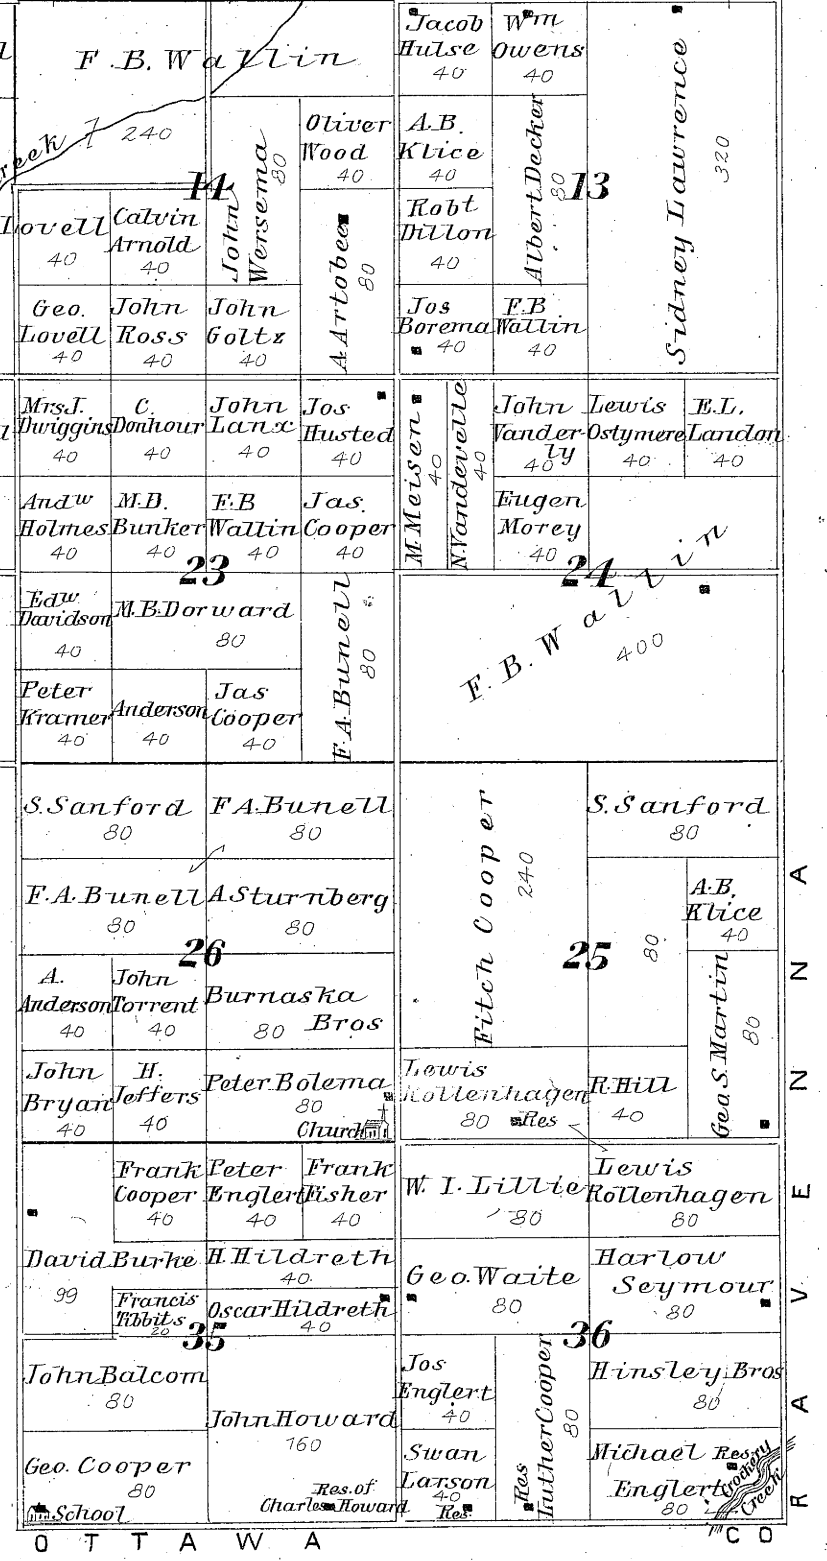 F. B. Wallin
240
reek
14
Oliver
Wood
40
John
Wersema
80
Lovell
40
Calvin
Arnold
40
A Artobee
80
Geo.
Lovell
40
John
Ross
40
John
Goltz
40
Jacob
Hulse
40
Wm
Owens
40
A.B.
Klice
40
Albert Decker
80
13
Sidney Lawrence
320
Robt
Dillon
40
Jos
Borema
40
F.B
Wallin
40
Mrs J.
Dwiggins
40
C.
Donhour
40
John
Lanx
40
Jos
Husted
40
Andw
Holmes
40
M.D.
Bunker
40
F.B
Wallin
40
Jas.
Cooper
40
23
Edw
Davidson
40
M.B. Dorward
80
F. A. Bunell
80
Peter
Kramer
40
Anderson
40
Jas
Cooper
40
M. Meisen
40
N. Vandevelle
40
John
Vander-
ly
40
Lewis
Ostymere
40
E.L.
Landon
40
Eugen
Morey
40
24
F. B. Wallin
400
S. Sanford
80
F A. Bunell
80
F. A. Bunell
80
A Sturnberg
80
26
A.
Anderson
40
John
Torrent
40
Burnaska
80 Bros
John
Bryan
40
H.
Jeffers
40
Peter Bolema
80
Church
Fitch Cooper
240
S. Sanford
80
A.B.
Klice
40
25
80
Geo S Martin
80
Lewis
Kollenhagen
80 Res
R. Hill
40
Frank
Cooper
40
Peter
Englert
40
Frank
Fisher
40
David Burke
99
H. Hildreth
40
Francis
Tibbits
20
Oscar Hildreth
40
35
John Balcom
80
John Howard
160
Geo. Cooper
80
School
Res. of
Charles Howard
W. I. Lillie
80
Lewis
Rollenhagen
80
Geo. Waite
80
Harlow
Seymour
80
36
Jos
Englert
40
Res
Luther Cooper
80
Hinsley Bros
80
Swan
Larson
40
Res.
Michael Res.
Englert
80
Crockery
Creek
RAVENNA
OTTAWA CO